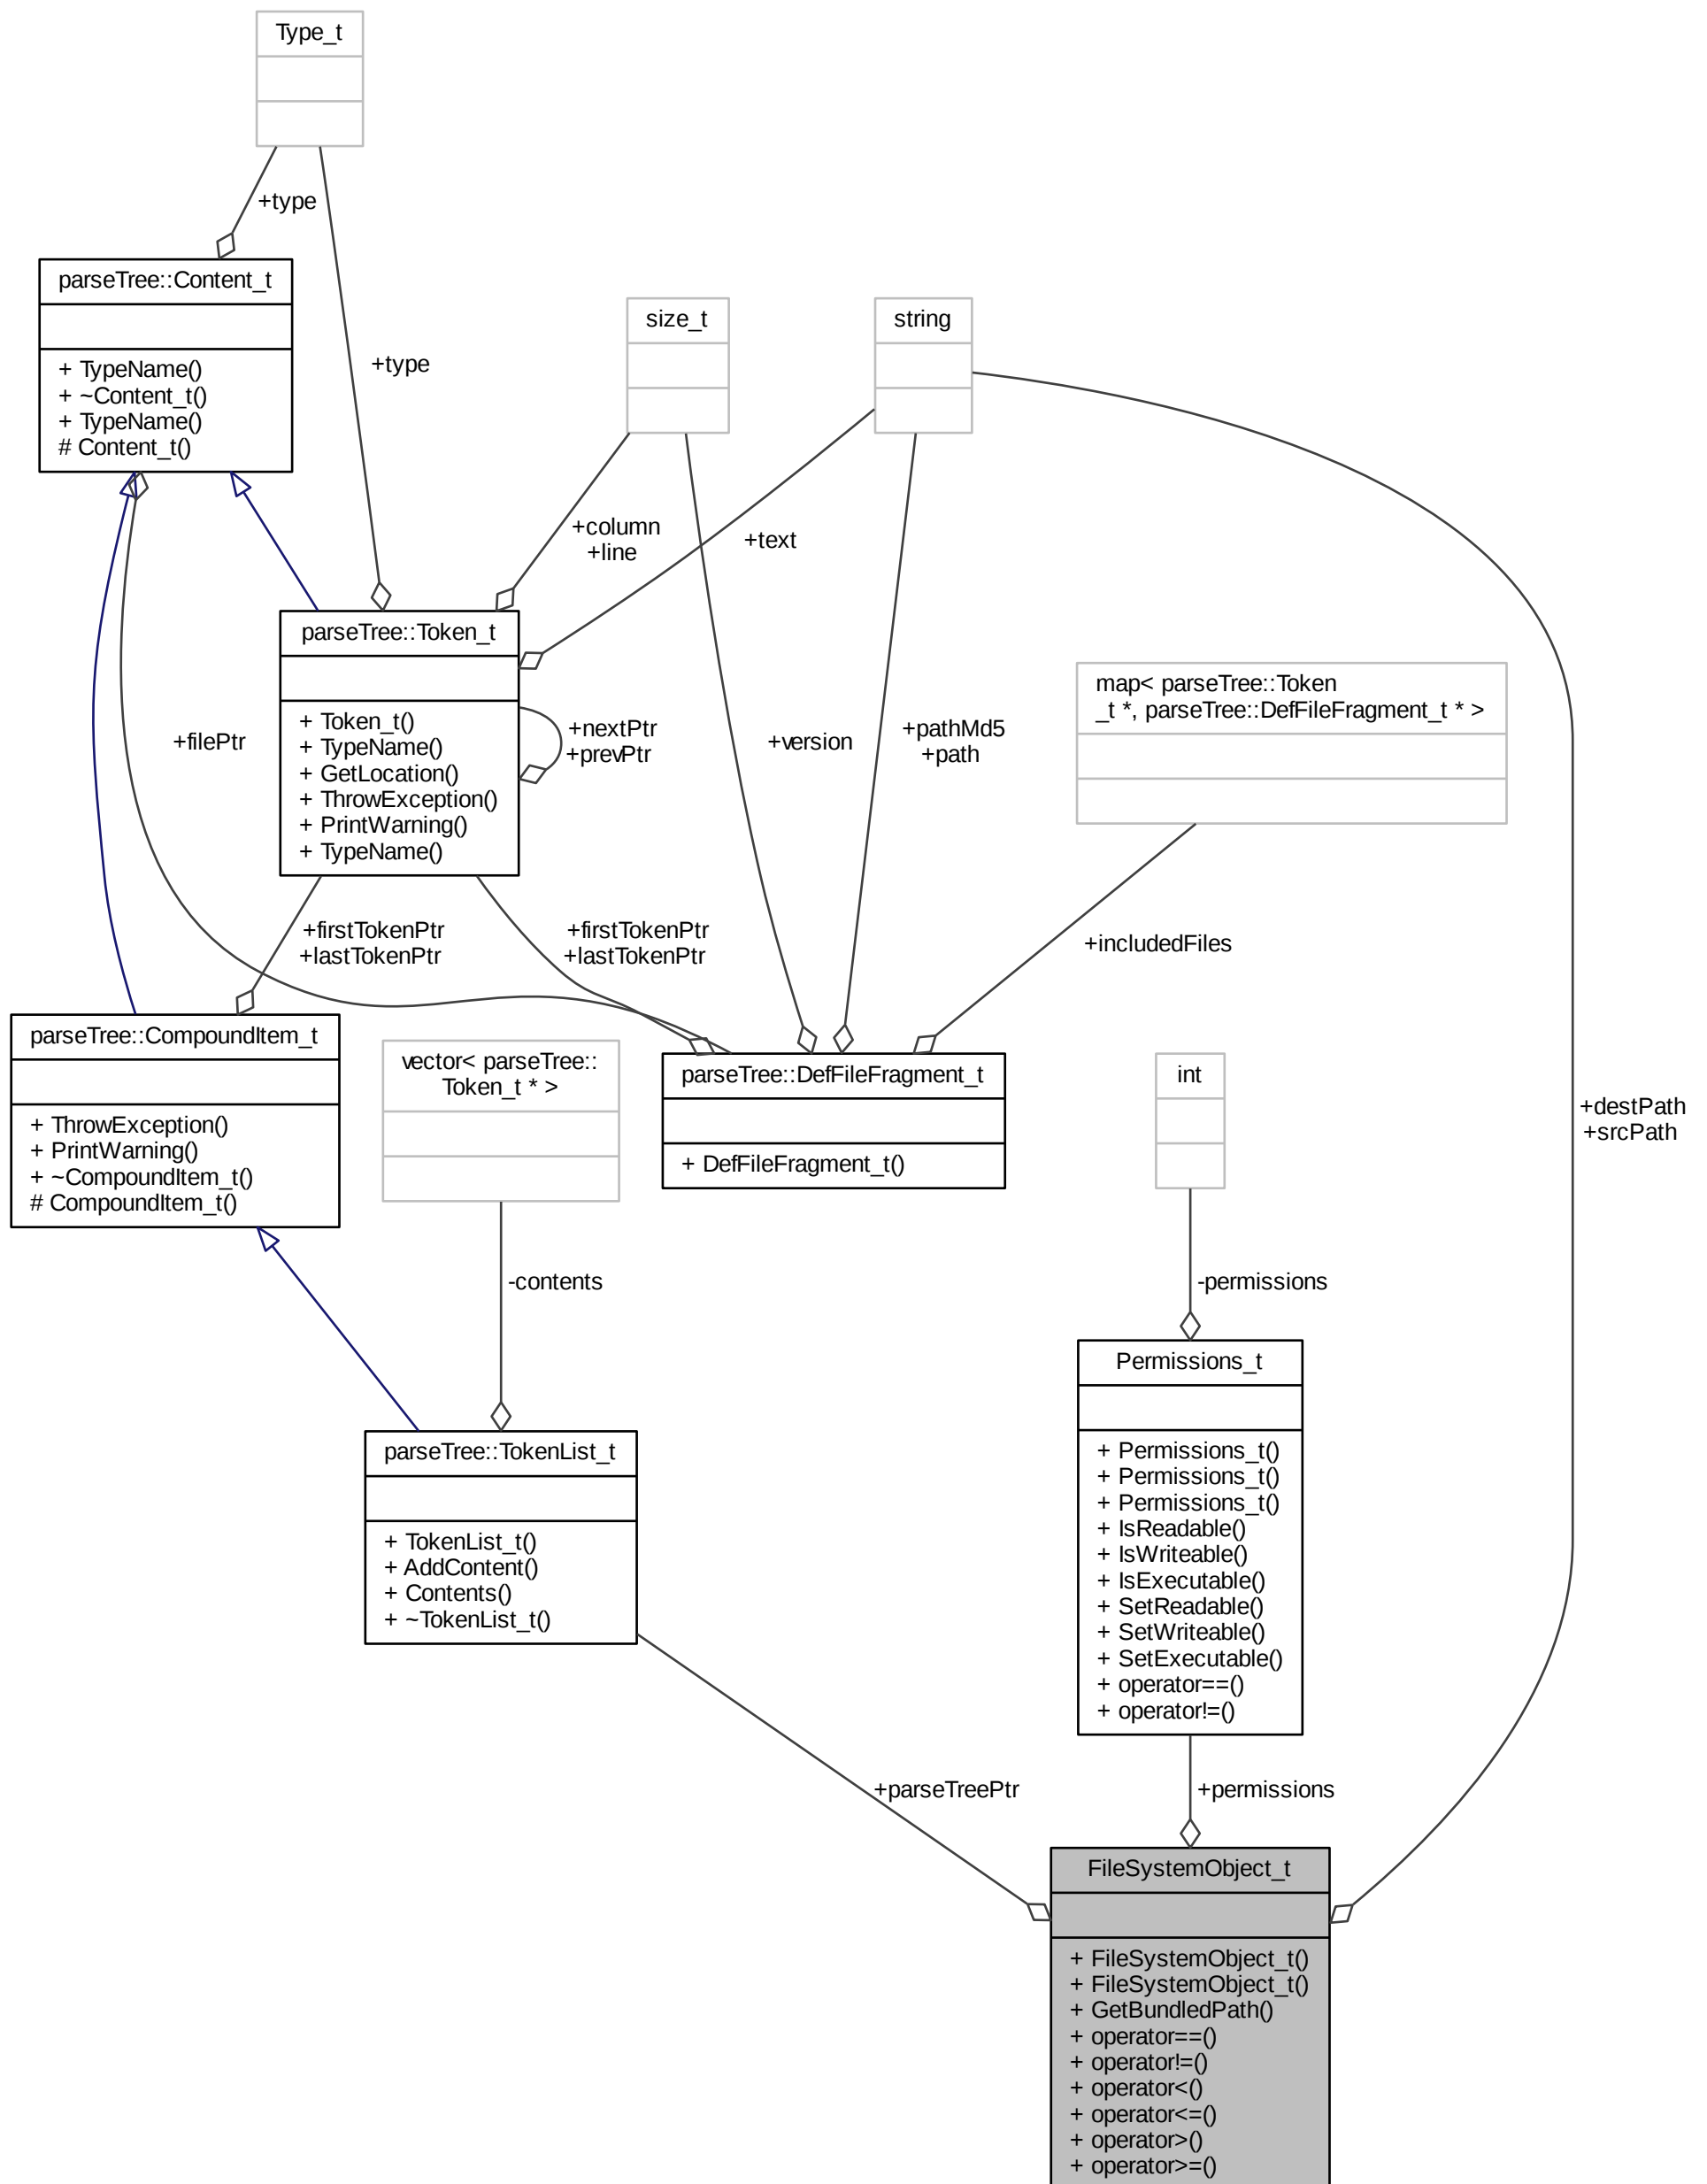 Type_t
+type
parseTree::Content_t
+ TypeName()
+ ~Content_t()
+ TypeName()
# Content_t()
size_t
string
+type
+column
+line
+text
parseTree::Token_t
+ Token_t()
+ TypeName()
+ GetLocation()
+ ThrowException()
+ PrintWarning()
+ TypeName()
+nextPtr
+prevPtr
map< parseTree::Token
_t *, parseTree::DefFileFragment_t * >
+filePtr
+version
+pathMd5
+path
+firstTokenPtr
+lastTokenPtr
+firstTokenPtr
+lastTokenPtr
+includedFiles
parseTree::CompoundItem_t
+ ThrowException()
+ PrintWarning()
+ ~CompoundItem_t()
# CompoundItem_t()
vector< parseTree::
Token_t * >
parseTree::DefFileFragment_t
+ DefFileFragment_t()
int
+destPath
+srcPath
-contents
-permissions
parseTree::TokenList_t
+ TokenList_t()
+ AddContent()
+ Contents()
+ ~TokenList_t()
Permissions_t
+ Permissions_t()
+ Permissions_t()
+ Permissions_t()
+ IsReadable()
+ IsWriteable()
+ IsExecutable()
+ SetReadable()
+ SetWriteable()
+ SetExecutable()
+ operator==()
+ operator!=()
+parseTreePtr
+permissions
FileSystemObject_t
+ FileSystemObject_t()
+ FileSystemObject_t()
+ GetBundledPath()
+ operator==()
+ operator!=()
+ operator<()
+ operator<=()
+ operator>()
+ operator>=()